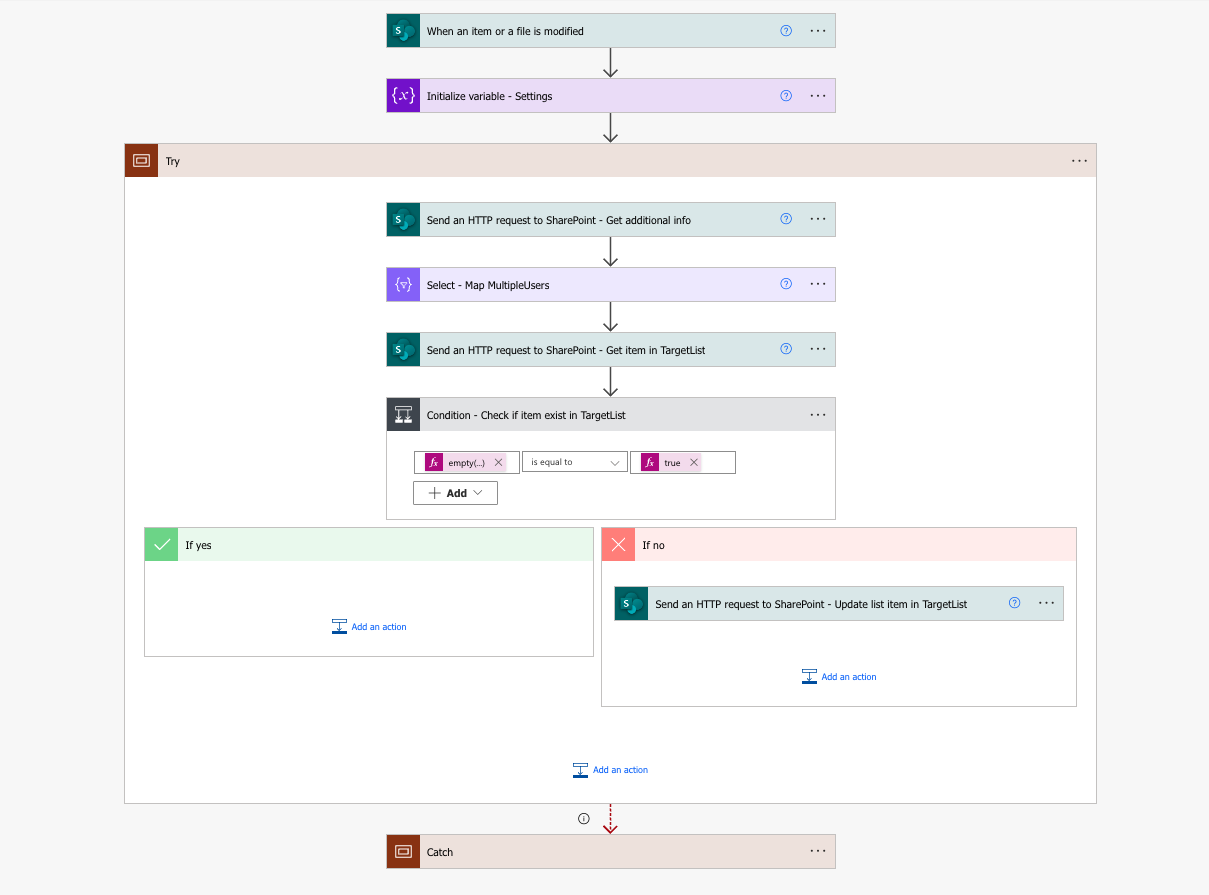 When an item or a file is modified
Initialize variable - Settings
Try
Send an HTTP request to SharePoint - Get additional info
Select - Map MultipleUsers
Send an HTTP request to SharePoint - Get item in TargetList
Condition - Check if item exist in TargetList
empty(...) is equal to true
Add
If yes
If no
Send an HTTP request to SharePoint - Update list item in TargetList
Add an action
Add an action
Add an action
Catch